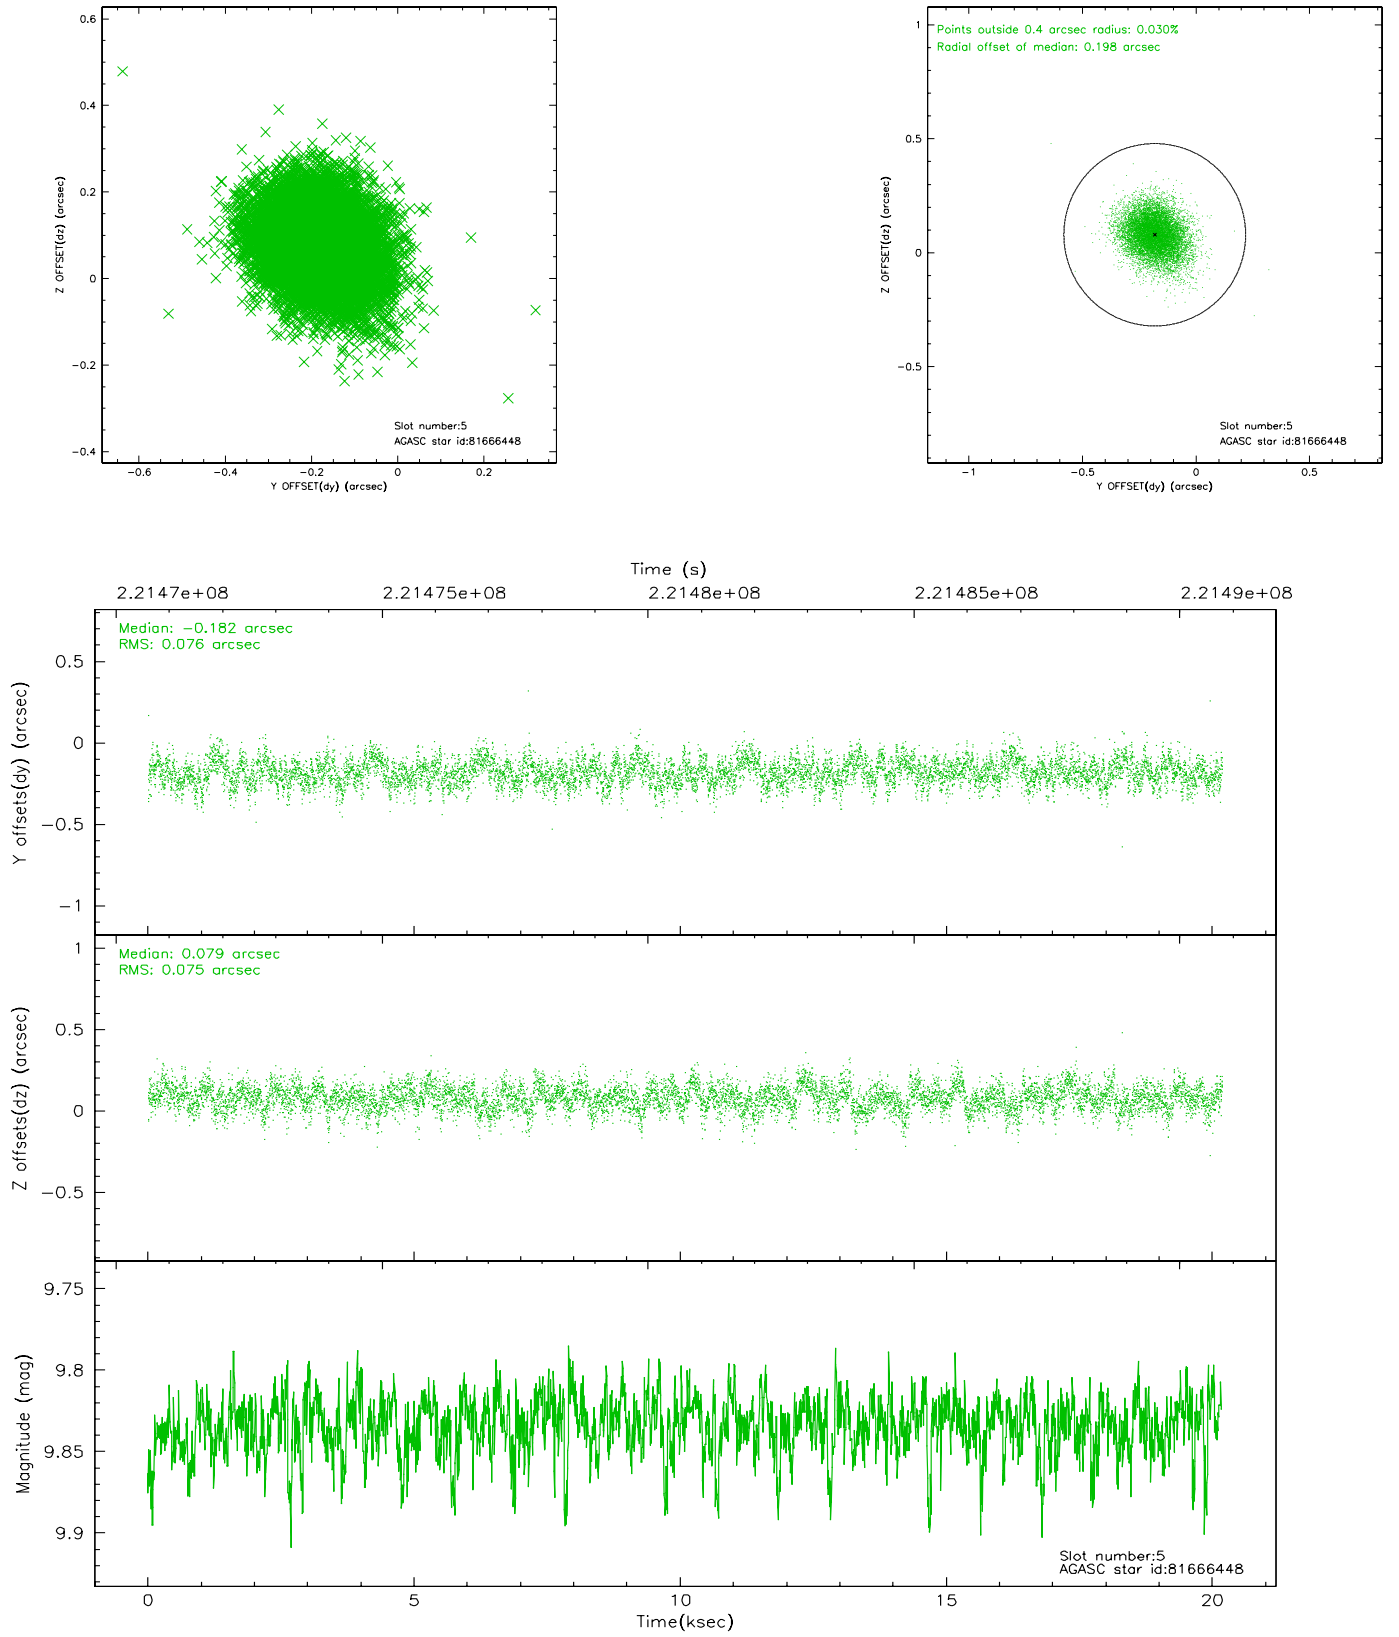 0.6
0.4
0.2
0
−0.2
−0.4
Z OFFSET(dz) (arcsec)
−0.6 −0.4 −0.2 0 0.2
Y OFFSET(dy) (arcsec)
Slot number:5
AGASC star id:81666448
Points outside 0.4 arcsec radius: 0.030%
Radial offset of median: 0.198 arcsec
1
0.5
0
−0.5
Z OFFSET(dz) (arcsec)
−1 −0.5 0 0.5
Y OFFSET(dy) (arcsec)
Slot number:5
AGASC star id:81666448
Time (s)
2.2147e+08 2.21475e+08 2.2148e+08 2.21485e+08 2.2149e+08
Median: −0.182 arcsec
RMS: 0.076 arcsec
0.5
0
−0.5
−1
Y offsets(dy) (arcsec)
Median: 0.079 arcsec
RMS: 0.075 arcsec
1
0.5
0
−0.5
Z offsets(dz) (arcsec)
9.75
9.8
9.85
9.9
Magnitude (mag)
Slot number:5
AGASC star id:81666448
0 5 10 15 20
Time(ksec)